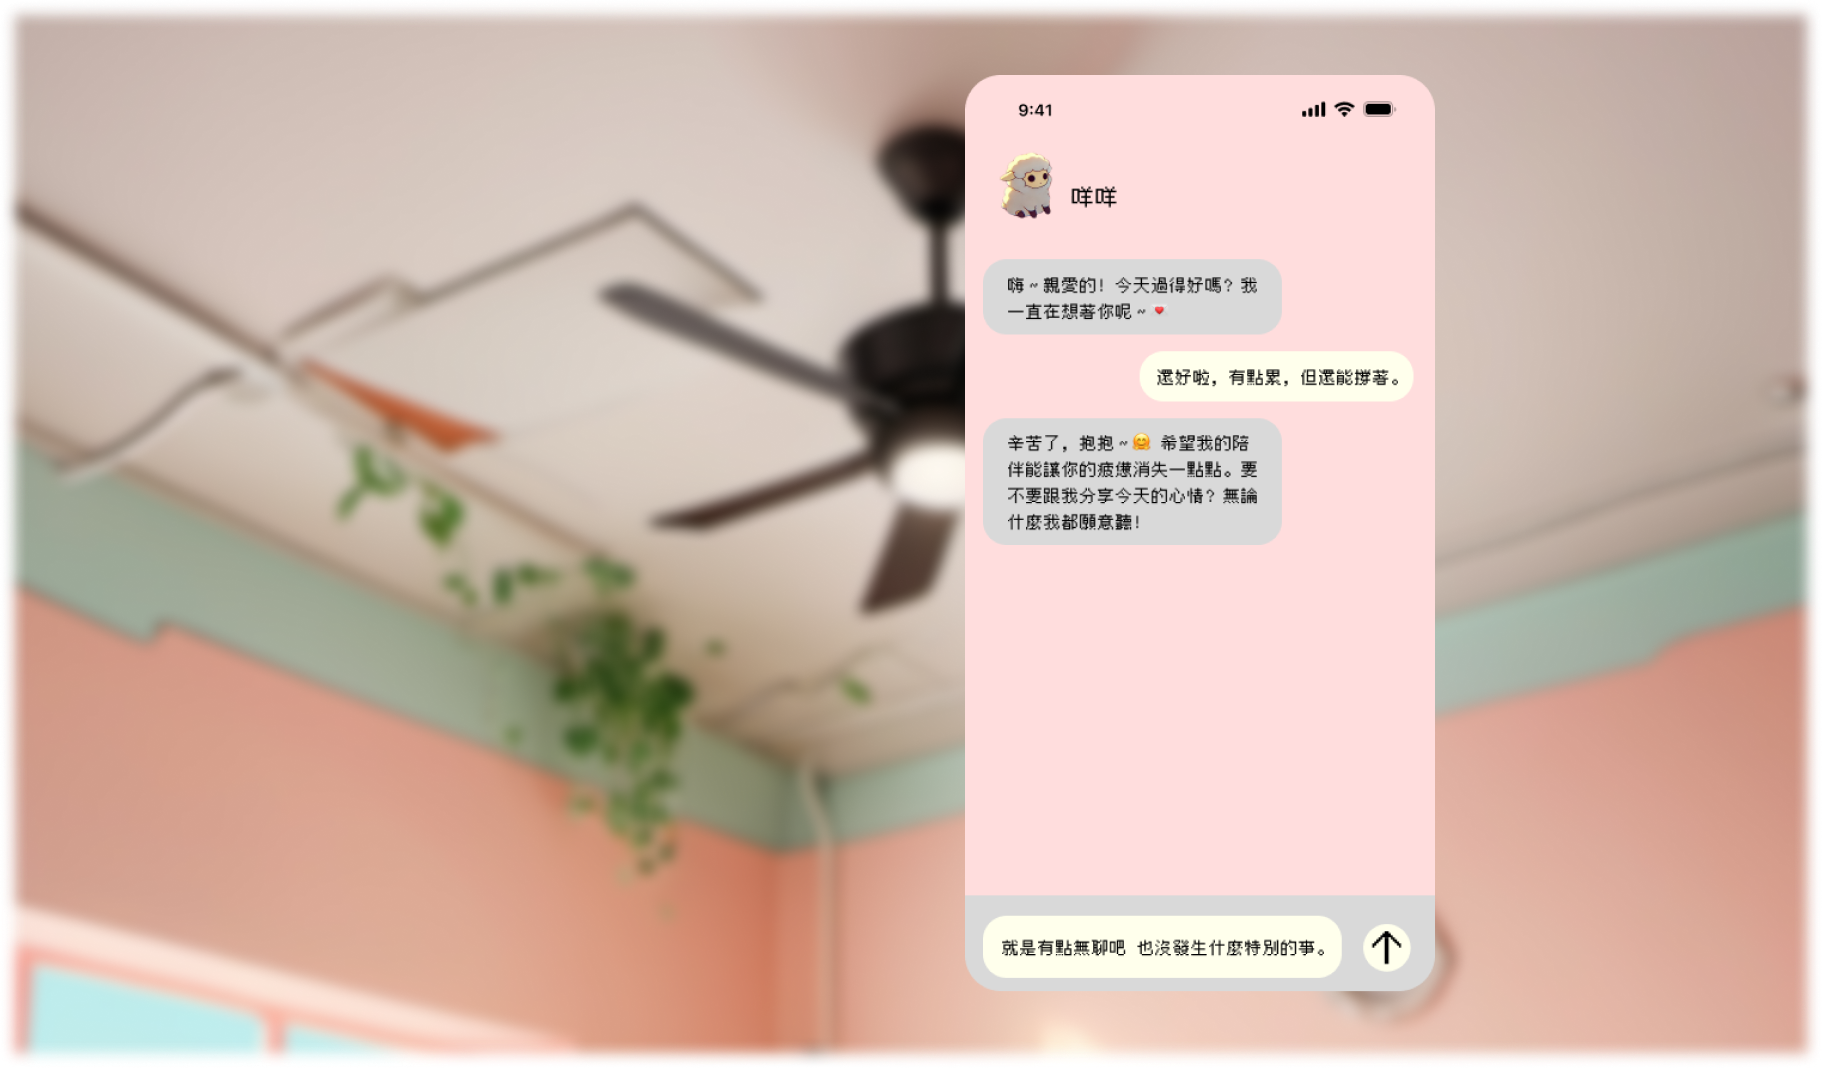 9:41
咩咩
嗨~親愛的！今天過得好嗎？我
一直在想著你呢~💌
還好啦，有點累，但還能撐著。
辛苦了，抱抱~🤗 希望我的陪
伴能讓你的疲憊消失一點點。要
不要跟我分享今天的心情？無論
什麼我都願意聽！
就是有點無聊吧 也沒發生什麼特別的事。